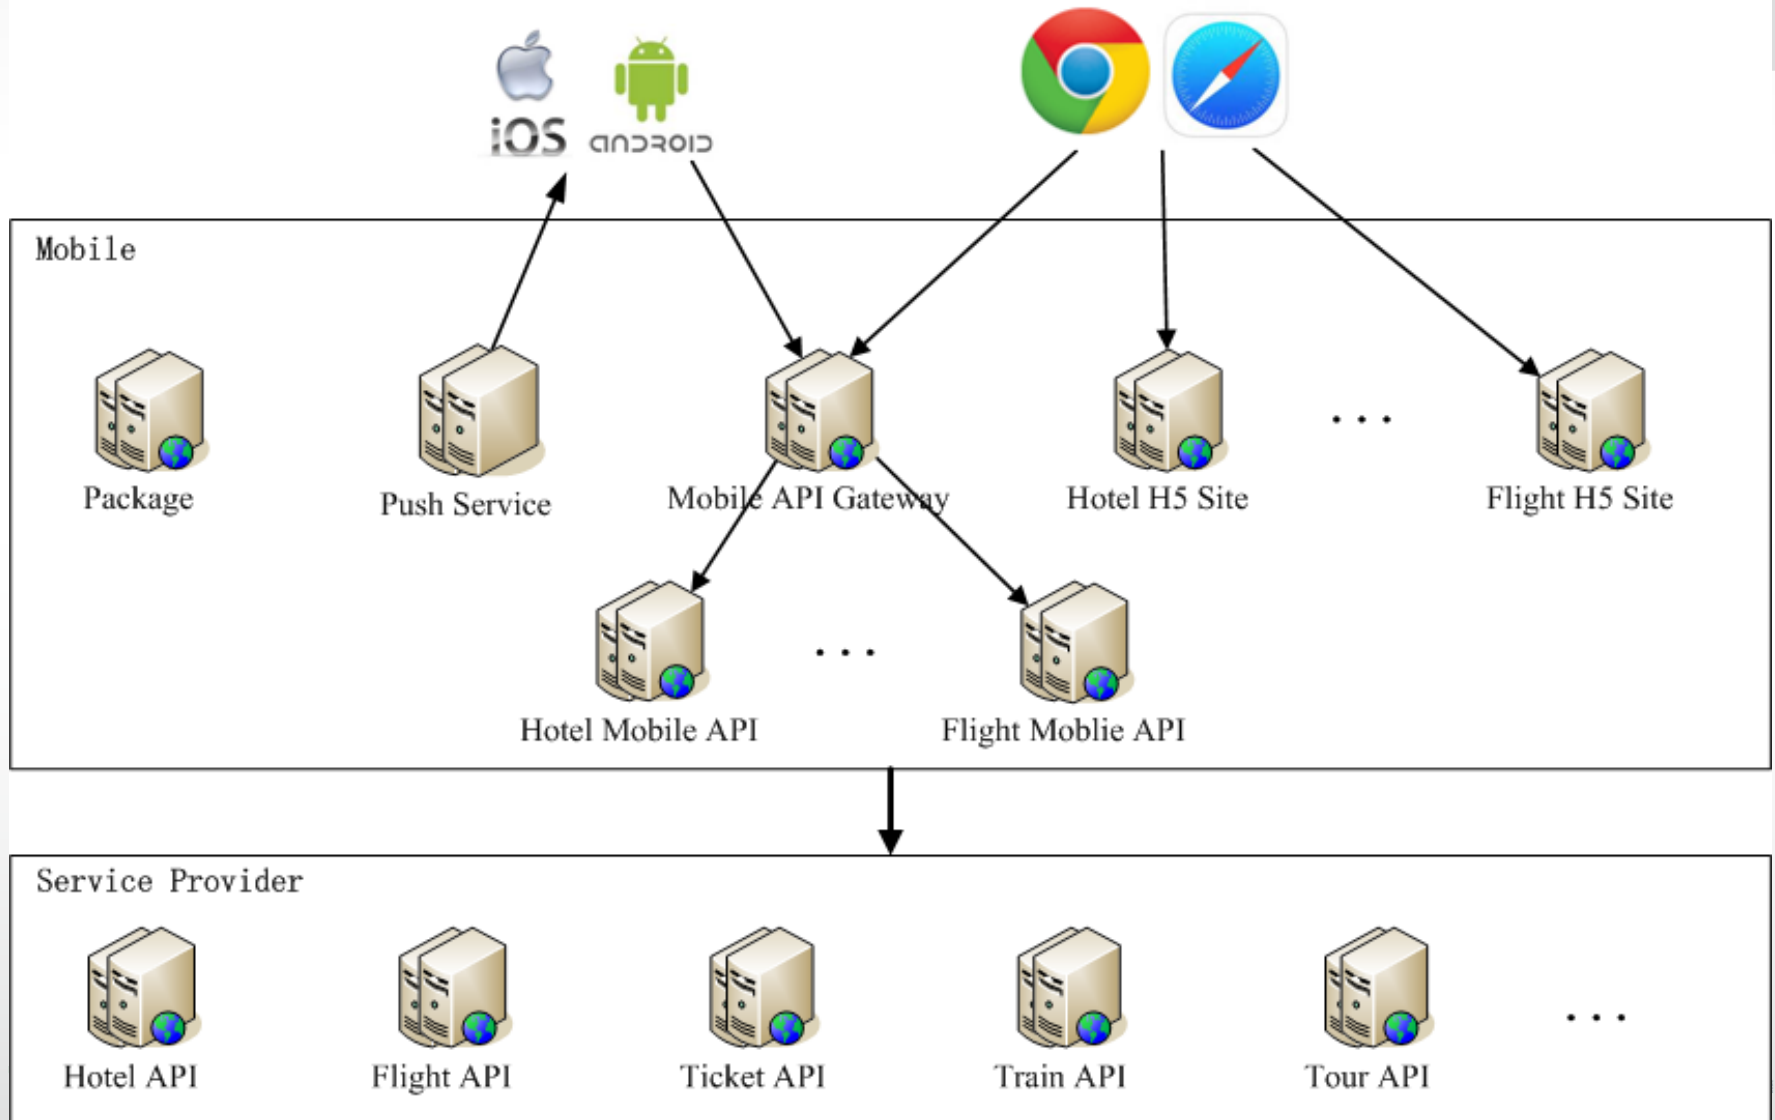 iOS
ANDROID
Mobile
Package
Push Service
Mobile API Gateway
Hotel H5 Site
...
Flight H5 Site
Hotel Mobile API
...
Flight Moblie API
Service Provider
Hotel API
Flight API
Ticket API
Train API
Tour API
...